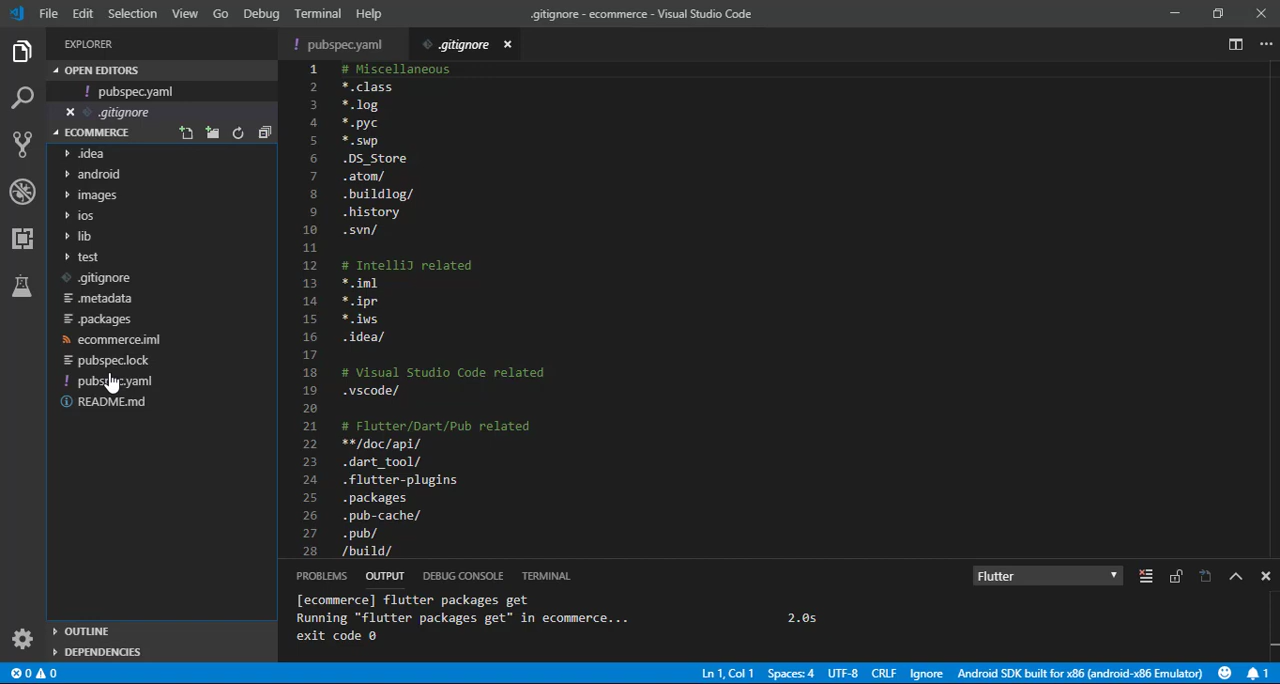 File Edit Selection View Go Debug Terminal Help
.gitignore - ecommerce - Visual Studio Code
EXPLORER
OPEN EDITORS
pubspec.yaml
.gitignore
ECOMMERCE
.idea
android
images
ios
lib
test
.gitignore
.metadata
.packages
ecommerce.iml
pubspec.lock
pubspec.yaml
README.md
OUTLINE
DEPENDENCIES
pubspec.yaml .gitignore
1 # Miscellaneous
2 *.class
3 *.log
4 *.pyc
5 *.swp
6 .DS_Store
7 .atom/
8 .buildlog/
9 .history
10 .svn/
11
12 # IntelliJ related
13 *.iml
14 *.ipr
15 *.iws
16 .idea/
17
18 # Visual Studio Code related
19 .vscode/
20
21 # Flutter/Dart/Pub related
22 **/doc/api/
23 .dart_tool/
24 .flutter-plugins
25 .packages
26 .pub-cache/
27 .pub/
28 /build/
PROBLEMS OUTPUT DEBUG CONSOLE TERMINAL
Flutter
[ecommerce] flutter packages get
Running "flutter packages get" in ecommerce... 2.0s
exit code 0
0 0
Ln 1, Col 1 Spaces: 4 UTF-8 CRLF Ignore Android SDK built for x86 (android-x86 Emulator) 1